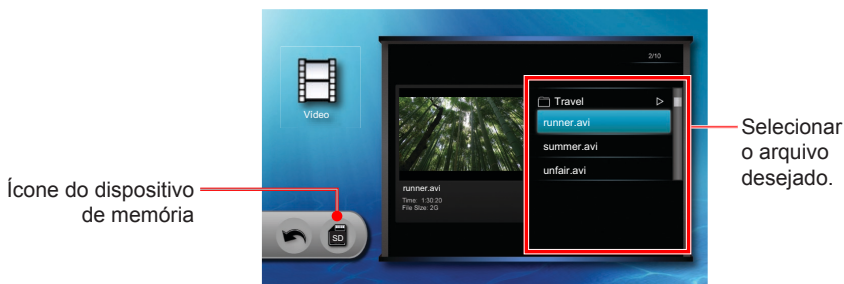 2/10
Video
Travel
runner.avi
summer.avi
unfair.avi
runner.avi
Time: 1:30:20
File Size: 2G
SD
Ícone do dispositivo
de memória
Selecionar
o arquivo
desejado.